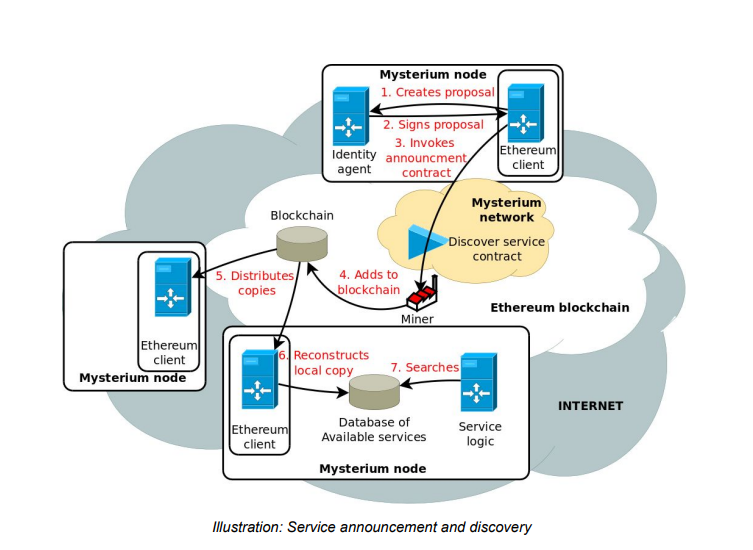 Mysterium node
1. Creates proposal
2. Signs proposal
3. Invokes
announcment
contract
Identity
agent
Ethereum
client
Mysterium
network
Discover service
contract
Blockchain
5. Distributes
copies
4. Adds to
blockchain
Miner
Ethereum blockchain
Ethereum
client
Mysterium node
6. Reconstructs
local copy
7. Searches
Ethereum
client
Database of
Available services
Service
logic
Mysterium node
INTERNET
Illustration: Service announcement and discovery